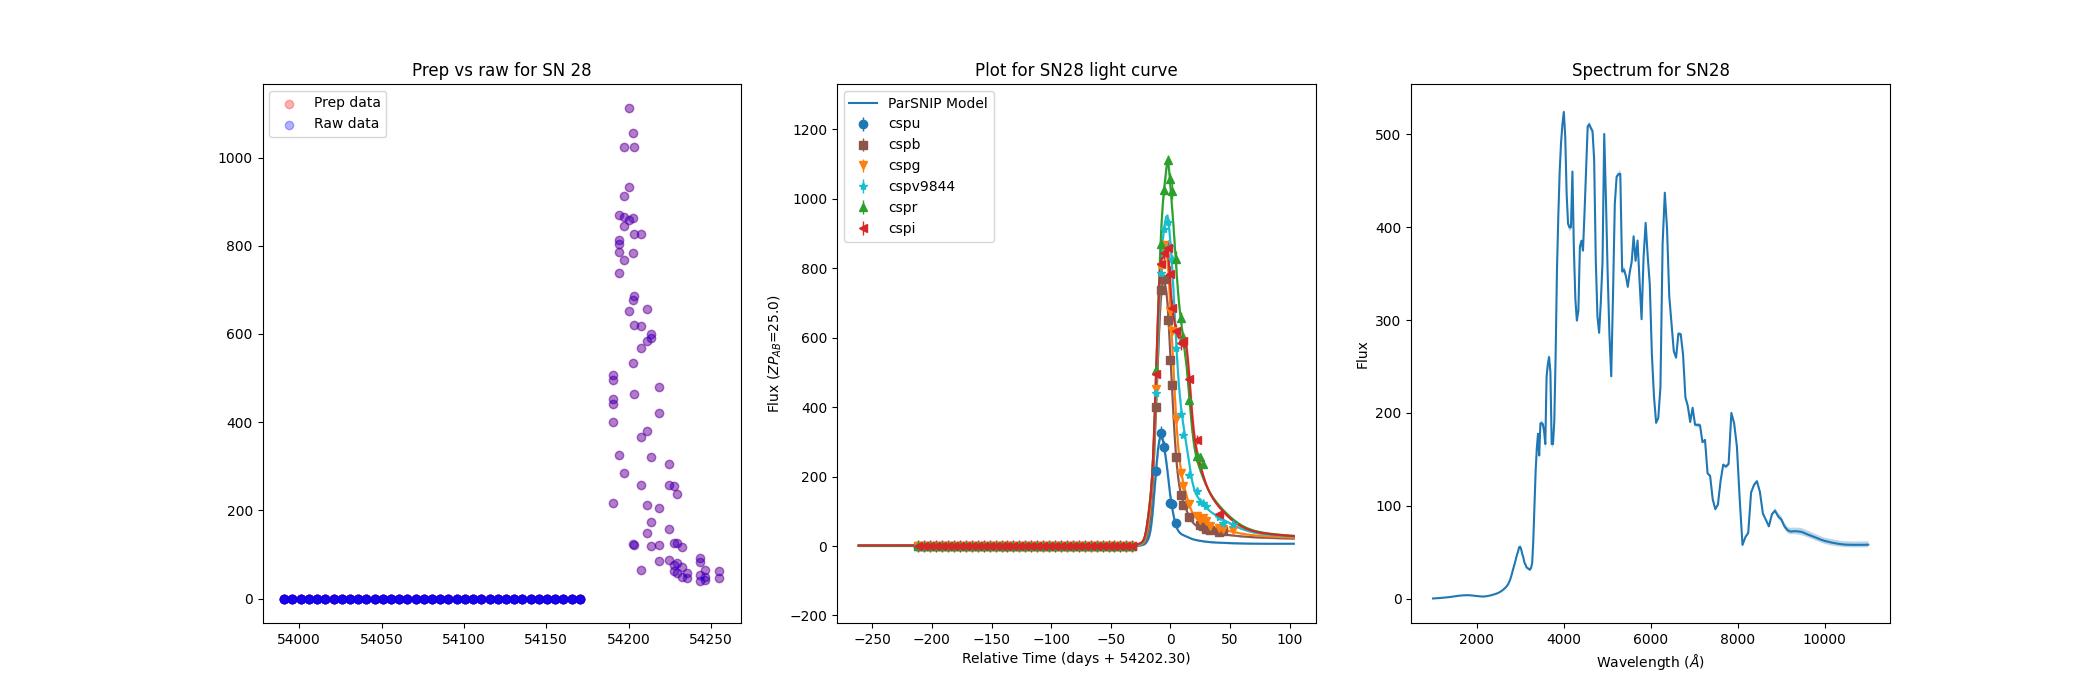 Prep vs raw for SN 28
Prep data
Raw data
1000
800
600
400
200
0
54000
54050
54100
54150
54200
54250
Plot for SN28 light curve
ParSNIP Model
cspu
cspb
cspg
cspv9844
cspr
cspi
Flux (ZP_AB=25.0)
1200
1000
800
600
400
200
0
−200
−250
−200
−150
−100
−50
0
50
100
Relative Time (days + 54202.30)
Spectrum for SN28
Flux
500
400
300
200
100
0
2000
4000
6000
8000
10000
Wavelength (Å)